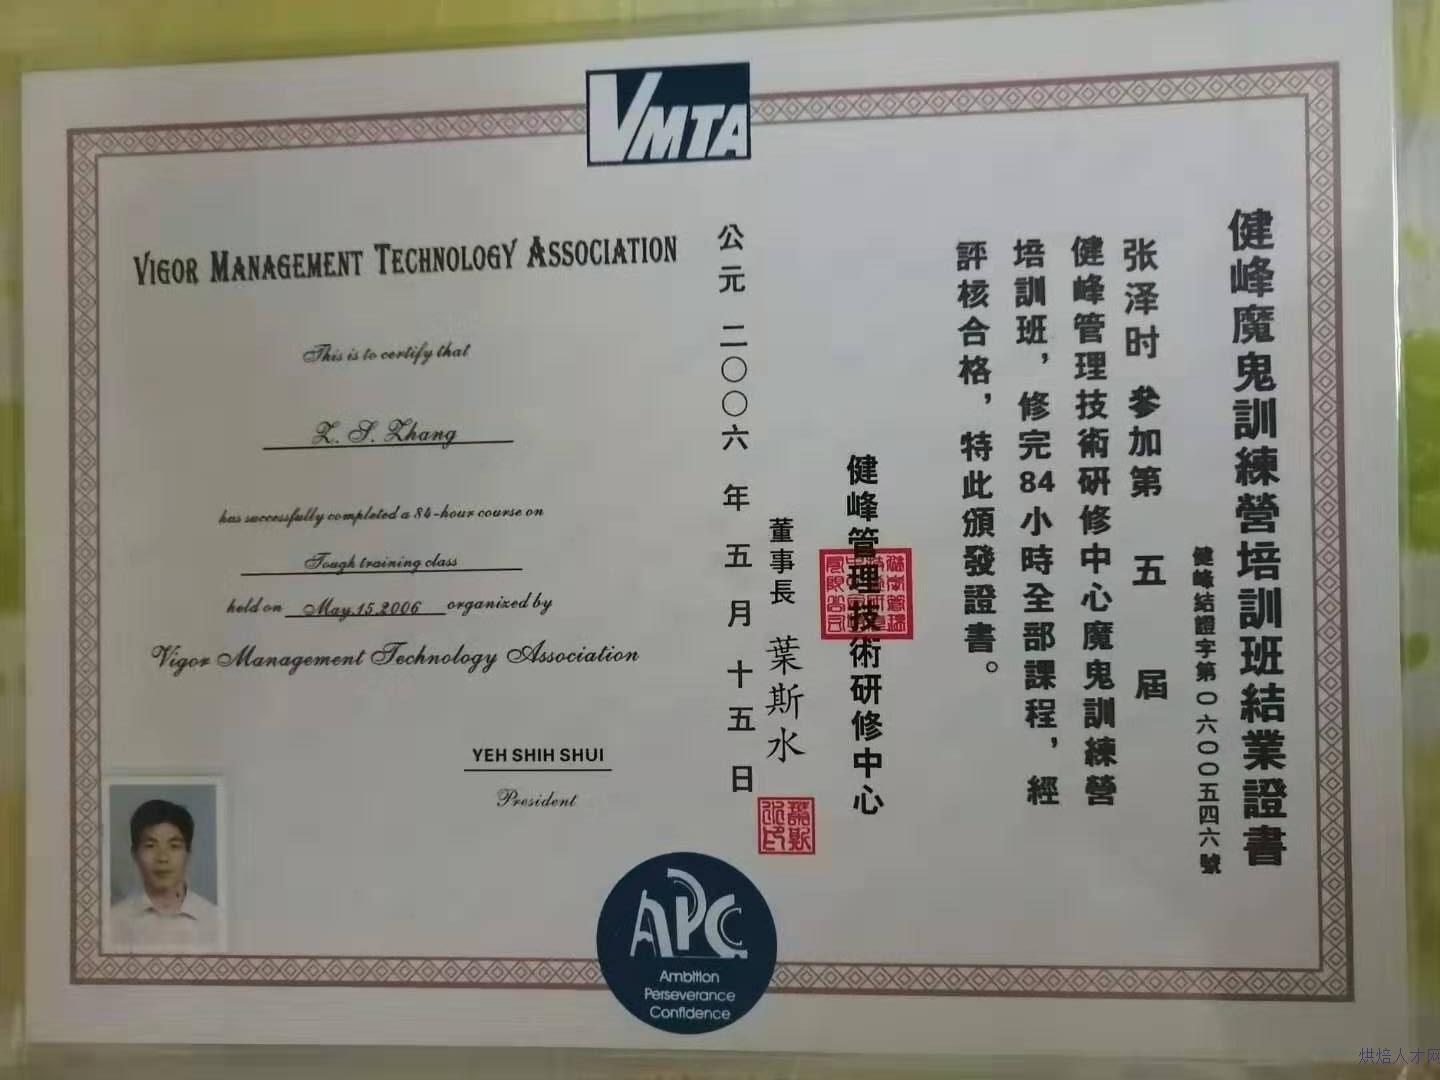 VMTA
VIGOR MANAGEMENT TECHNOLOGY ASSOCIATION
This is to certify that
Z. S. Zhang
has successfully completed a 84-hour course on
Tough training class
held on May.15.2006 organized by
Vigor Management Technology Association
YEH SHIH SHUI
President
健峰魔鬼訓練營培訓班結業證書
健峰結證字第〇六〇〇五四六號
张泽时 參加第 五 屆
健峰管理技術研修中心魔鬼訓練營
培訓班，修完84小時全部課程，經
評核合格，特此頒發證書。
健峰管理技術研修中心
董事長 葉斯水
公元 二〇〇六 年 五 月 十五 日
APC
Ambition
Perseverance
Confidence
烘焙人才网